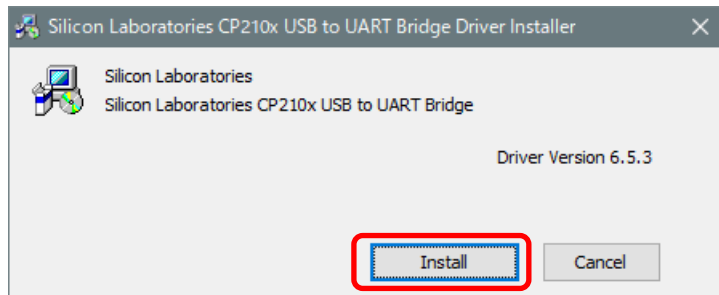 Silicon Laboratories CP210x USB to UART Bridge Driver Installer
Silicon Laboratories
Silicon Laboratories CP210x USB to UART Bridge
Driver Version 6.5.3
Install
Cancel